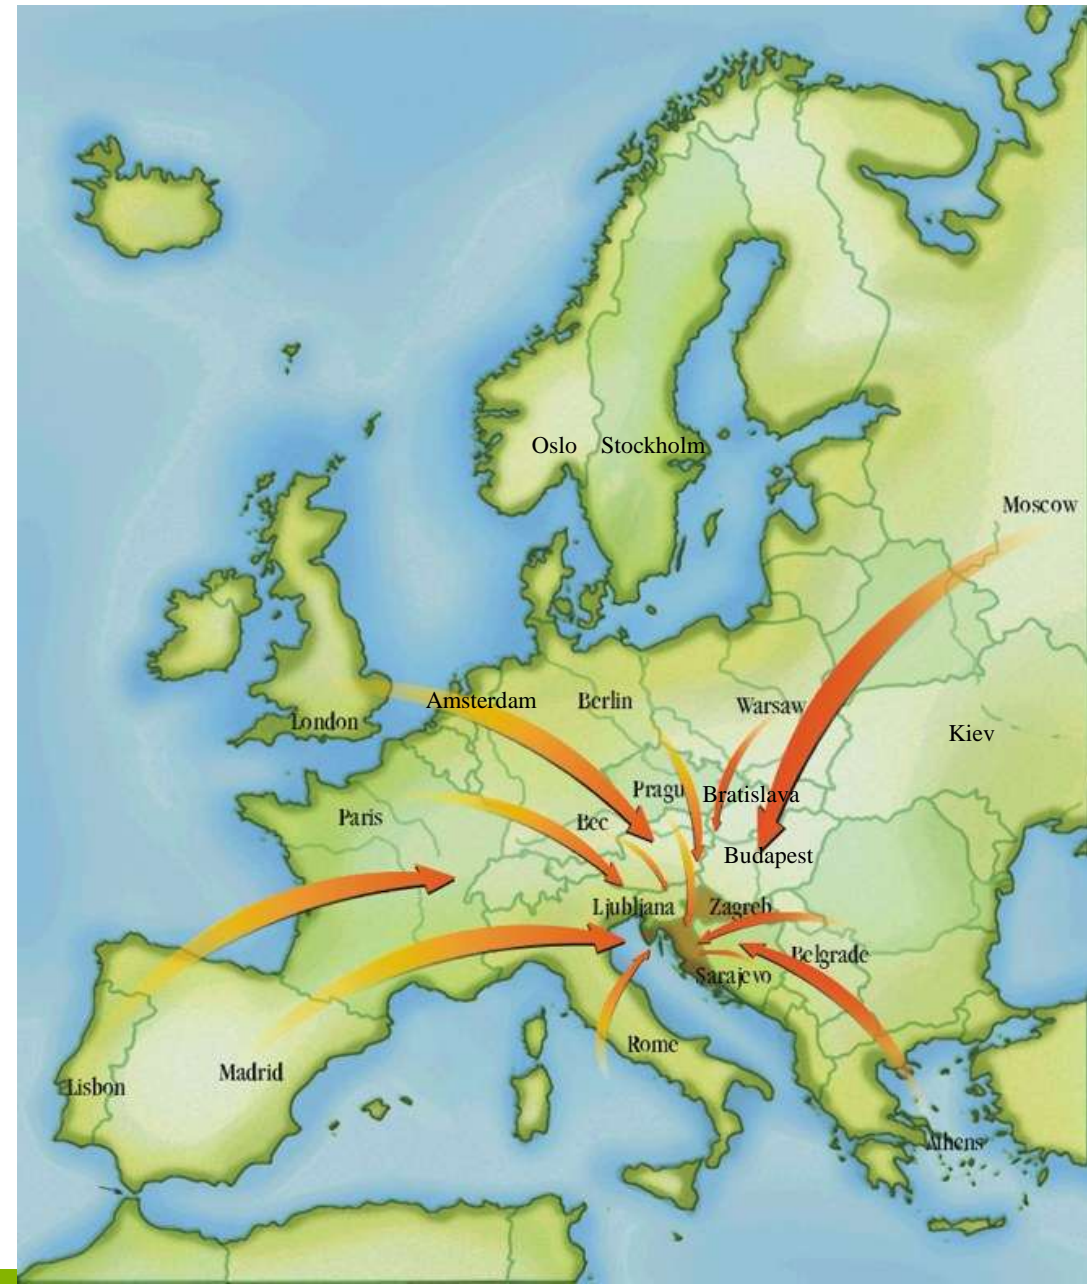 Oslo
Stockholm
Moscow
Amsterdam
Berlin
Warsaw
London
Kiev
Pragu
Bratislava
Paris
Bec
Budapest
Ljubljana
Zagreb
Belgrade
Sarajevo
Rome
Madrid
Lisbon
Athens